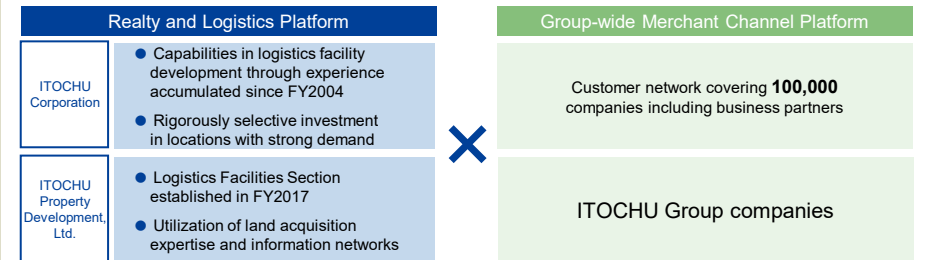 Realty and Logistics Platform
ITOCHU
Corporation
● Capabilities in logistics facility
development through experience
accumulated since FY2004
● Rigorously selective investment
in locations with strong demand
ITOCHU
Property
Development,
Ltd.
● Logistics Facilities Section
established in FY2017
● Utilization of land acquisition
expertise and information networks
×
Group-wide Merchant Channel Platform
Customer network covering 100,000
companies including business partners
ITOCHU Group companies